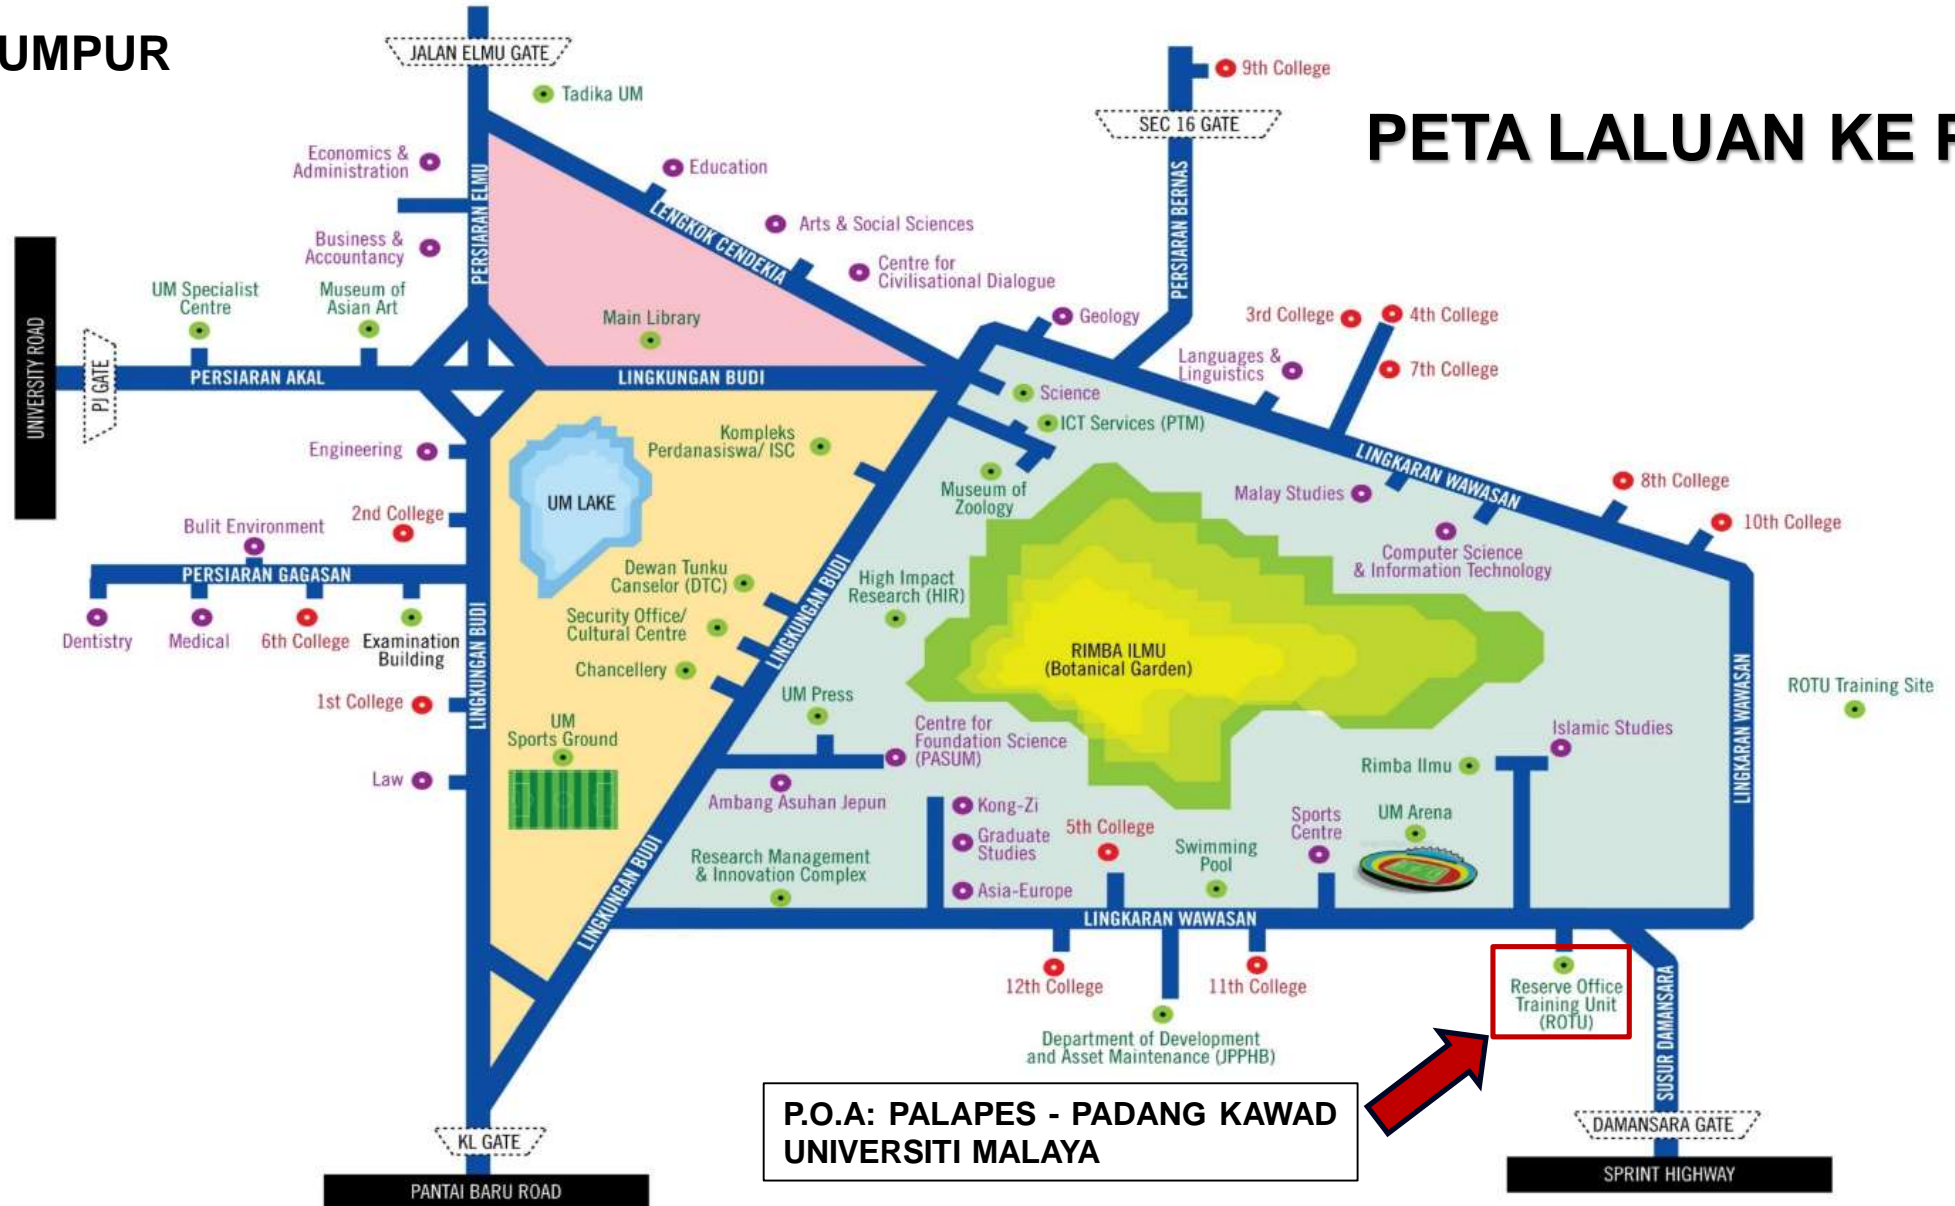 UMPUR
PETA LALUAN KE
JALAN ELMU GATE
Tadika UM
9th College
SEC 16 GATE
Economics &
Administration
PERSIARAN ELMU
Education
LENGKOK CENDEKIA
Arts & Social Sciences
Centre for
Civilisational Dialogue
PERSIARAN BERNAS
Business &
Accountancy
UM Specialist
Centre
Museum of
Asian Art
Main Library
Geology
3rd College
4th College
7th College
Languages &
Linguistics
UNIVERSITY ROAD
PJ GATE
PERSIARAN AKAL
LINGKUNGAN BUDI
Science
ICT Services (PTM)
Engineering
Kompleks
Perdanasiswa/ ISC
UM LAKE
Museum of
Zoology
LINGKARAN WAWASAN
Malay Studies
8th College
10th College
2nd College
Bulit Environment
Computer Science
& Information Technology
PERSIARAN GAGASAN
Dewan Tunku
Canselor (DTC)
LINGKUNGAN BUDI
High Impact
Research (HIR)
Security Office/
Cultural Centre
Dentistry
Medical
6th College
Examination
Building
LINGKUNGAN BUDI
Chancellery
RIMBA ILMU
(Botanical Garden)
LINGKARAN WAWASAN
ROTU Training Site
1st College
UM Press
UM
Sports Ground
Centre for
Foundation Science
(PASUM)
Islamic Studies
Rimba Ilmu
Law
Ambang Asuhan Jepun
Kong-Zi
Graduate
Studies
Asia-Europe
5th College
Swimming
Pool
Sports
Centre
UM Arena
Research Management
& Innovation Complex
LINGKUNGAN BUDI
LINGKARAN WAWASAN
12th College
11th College
Department of Development
and Asset Maintenance (JPPHB)
Reserve Office
Training Unit
(ROTU)
SUSUR DAMANSARA
P.O.A: PALAPES - PADANG KAWAD
UNIVERSITI MALAYA
DAMANSARA GATE
SPRINT HIGHWAY
KL GATE
PANTAI BARU ROAD